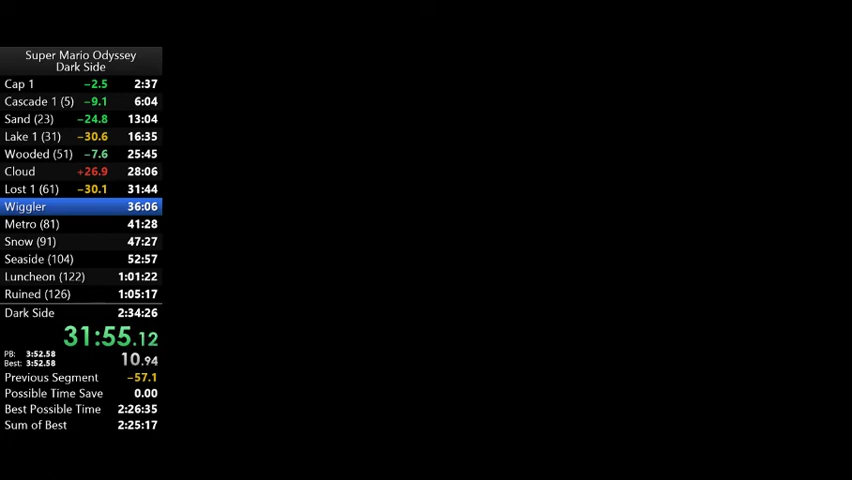 Super Mario Odyssey
Dark Side
Cap 1 −2.5 2:37
Cascade 1 (5) −9.1 6:04
Sand (23) −24.8 13:04
Lake 1 (31) −30.6 16:35
Wooded (51) −7.6 25:45
Cloud +26.9 28:06
Lost 1 (61) −30.1 31:44
Wiggler 36:06
Metro (81) 41:28
Snow (91) 47:27
Seaside (104) 52:57
Luncheon (122) 1:01:22
Ruined (126) 1:05:17
Dark Side 2:34:26
31:55.12
PB: 3:52.58
Best: 3:52.58
10.94
Previous Segment −57.1
Possible Time Save 0.00
Best Possible Time 2:26:35
Sum of Best 2:25:17